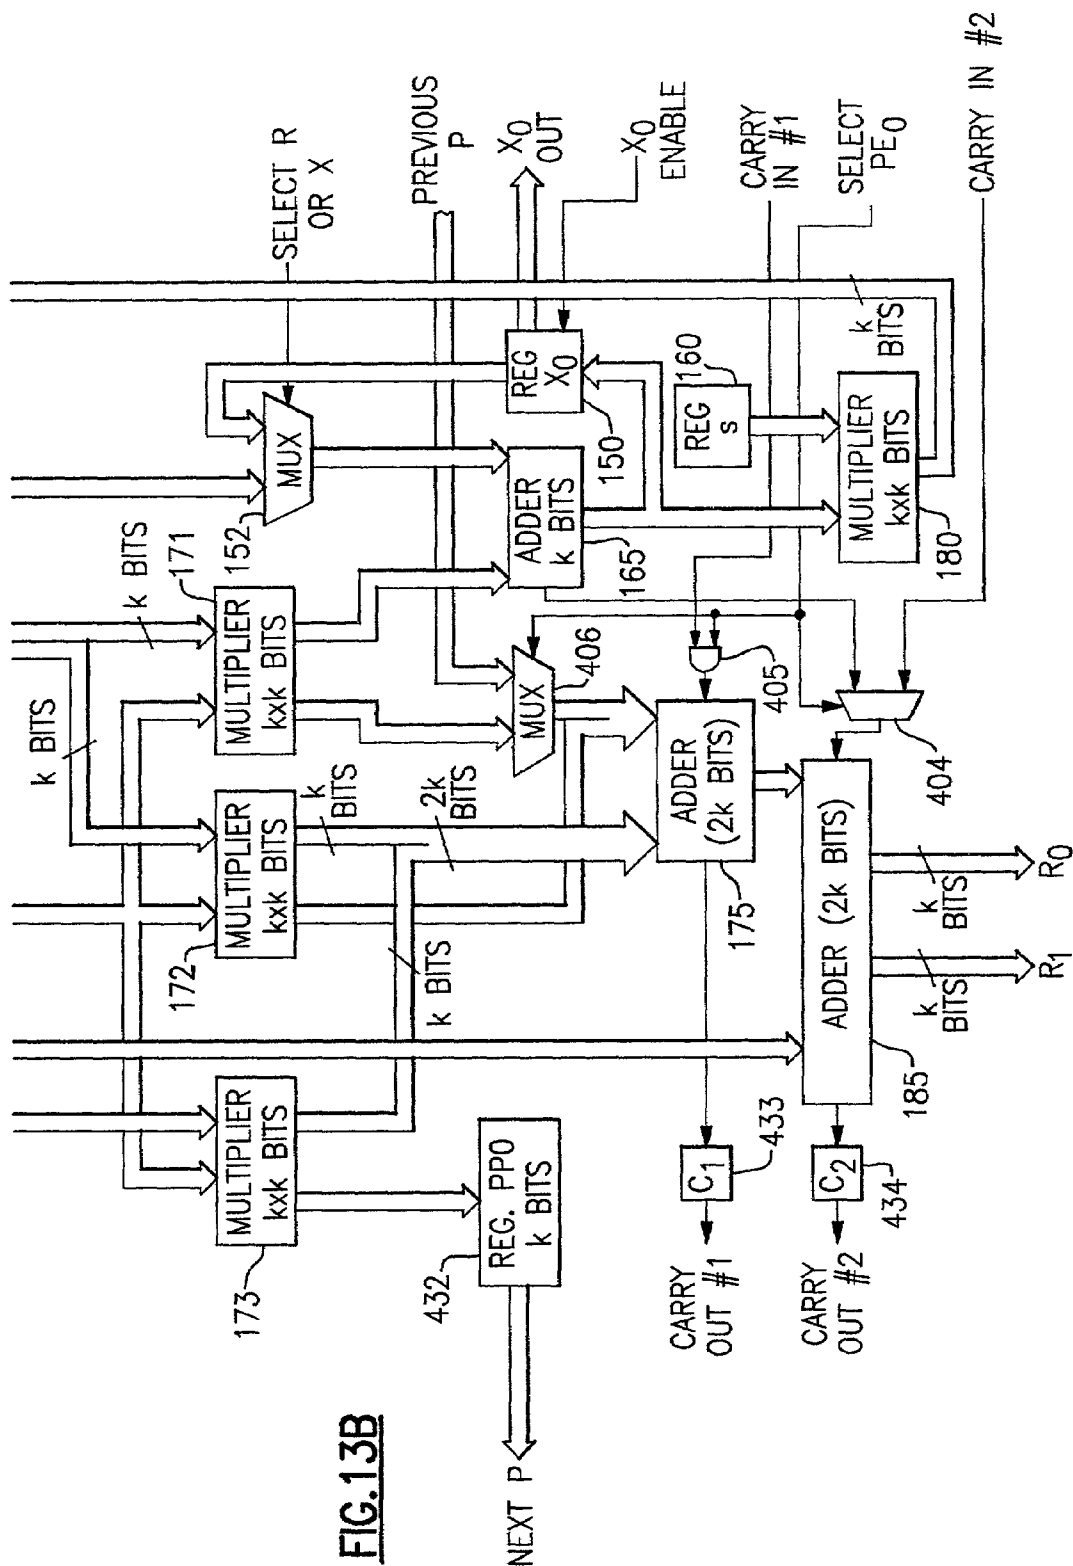 SELECT R
OR X
PREVIOUS
P
X0
OUT
X0
ENABLE
CARRY
IN #1
SELECT
PE0
CARRY IN #2
k
BITS
MUX
152
REG
X0
150
REG
s
160
MULTIPLIER
kxk BITS
180
ADDER
k BITS
165
k BITS
171
MULTIPLIER
kxk BITS
k BITS
MUX
406
405
404
MULTIPLIER
kxk BITS
172
k
BITS
2k
BITS
k BITS
ADDER
(2k BITS)
175
ADDER (2k BITS)
185
k
BITS
R0
k
BITS
R1
MULTIPLIER
kxk BITS
173
REG. PPO
k BITS
432
C1
433
C2
434
CARRY
OUT #1
CARRY
OUT #2
NEXT P
FIG.13B